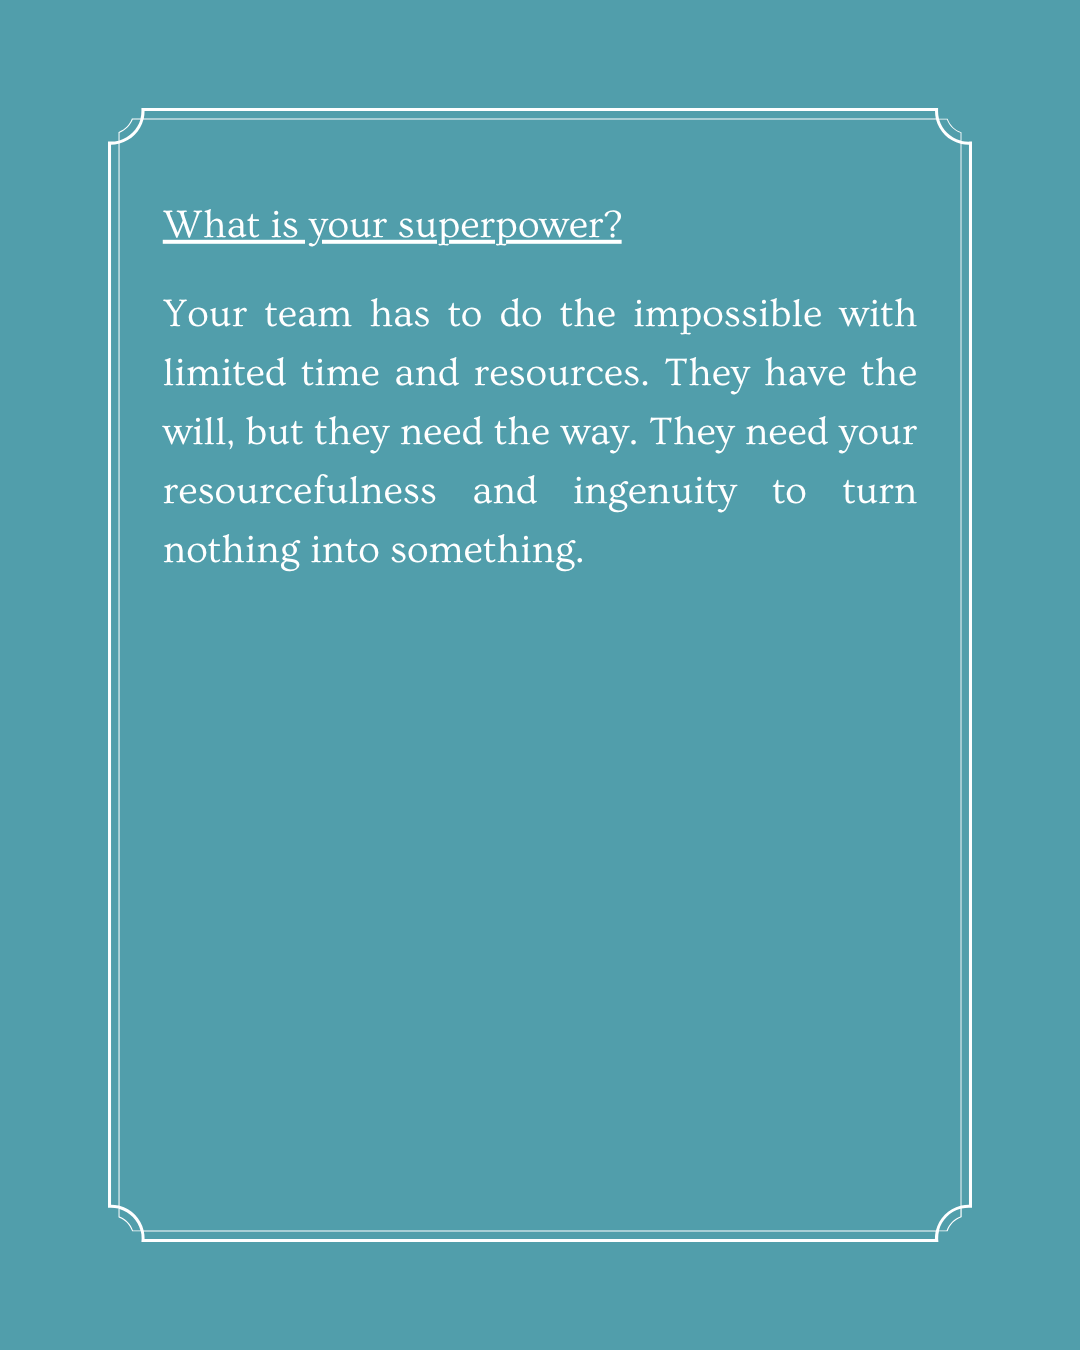 What is your superpower?
Your team has to do the impossible with
limited time and resources. They have the
will, but they need the way. They need your
resourcefulness and ingenuity to turn
nothing into something.